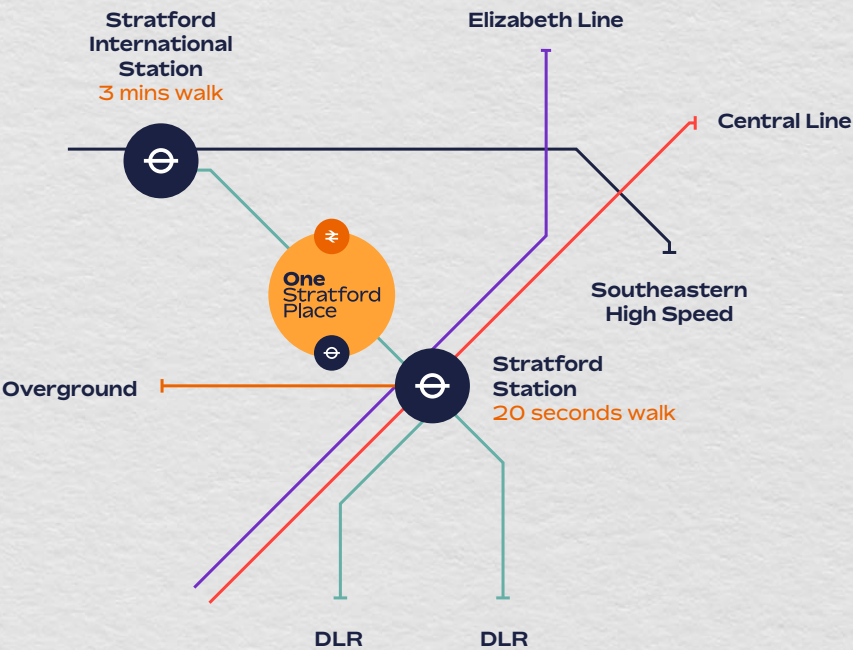 Stratford
International
Station
3 mins walk
Elizabeth Line
Central Line
One
Stratford
Place
Southeastern
High Speed
Stratford
Station
20 seconds walk
Overground
DLR
DLR